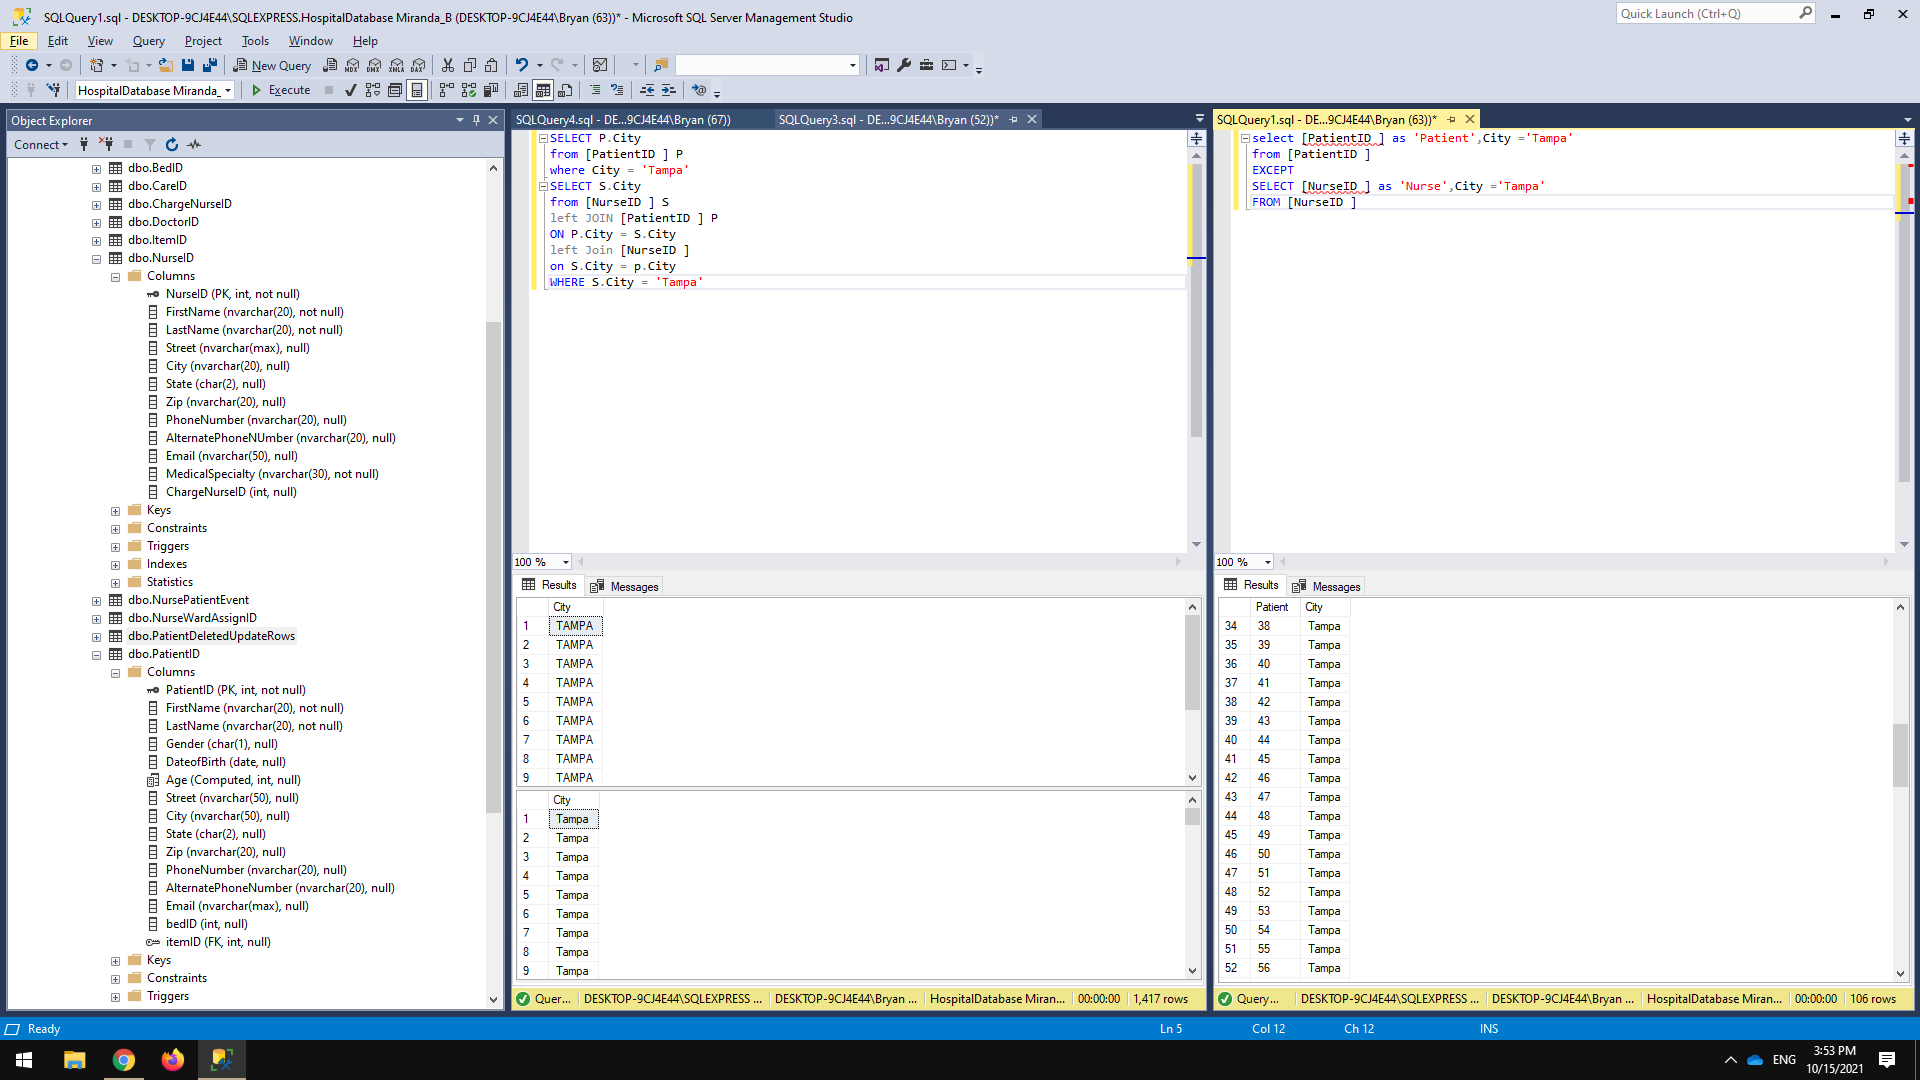 SQLQuery1.sql - DESKTOP-9CJ4E44\SQLEXPRESS.HospitalDatabase Miranda_B (DESKTOP-9CJ4E44\Bryan (63))* - Microsoft SQL Server Management Studio
Quick Launch (Ctrl+Q)
File Edit View Query Project Tools Window Help
New Query
MDX DMX XMLA DAX
HospitalDatabase Miranda_
Execute
Object Explorer
Connect
dbo.BedID
dbo.CareID
dbo.ChargeNurseID
dbo.DoctorID
dbo.ItemID
dbo.NurseID
Columns
NurseID (PK, int, not null)
FirstName (nvarchar(20), not null)
LastName (nvarchar(20), not null)
Street (nvarchar(max), null)
City (nvarchar(20), null)
State (char(2), null)
Zip (nvarchar(20), null)
PhoneNumber (nvarchar(20), null)
AlternatePhoneNUmber (nvarchar(20), null)
Email (nvarchar(50), null)
MedicalSpecialty (nvarchar(30), not null)
ChargeNurseID (int, null)
Keys
Constraints
Triggers
Indexes
Statistics
dbo.NursePatientEvent
dbo.NurseWardAssignID
dbo.PatientDeletedUpdateRows
dbo.PatientID
Columns
PatientID (PK, int, not null)
FirstName (nvarchar(20), not null)
LastName (nvarchar(20), not null)
Gender (char(1), null)
DateofBirth (date, null)
Age (Computed, int, null)
Street (nvarchar(50), null)
City (nvarchar(50), null)
State (char(2), null)
Zip (nvarchar(20), null)
PhoneNumber (nvarchar(20), null)
AlternatePhoneNumber (nvarchar(20), null)
Email (nvarchar(max), null)
bedID (int, null)
itemID (FK, int, null)
Keys
Constraints
Triggers
SQLQuery4.sql - DE...9CJ4E44\Bryan (67))
SQLQuery3.sql - DE...9CJ4E44\Bryan (52))*
SELECT P.City
from [PatientID ] P
where City = 'Tampa'
SELECT S.City
from [NurseID ] S
left JOIN [PatientID ] P
ON P.City = S.City
left Join [NurseID ]
on S.City = p.City
WHERE S.City = 'Tampa'
100 %
Results Messages
City
1 TAMPA
2 TAMPA
3 TAMPA
4 TAMPA
5 TAMPA
6 TAMPA
7 TAMPA
8 TAMPA
9 TAMPA
City
1 Tampa
2 Tampa
3 Tampa
4 Tampa
5 Tampa
6 Tampa
7 Tampa
8 Tampa
9 Tampa
Quer... DESKTOP-9CJ4E44\SQLEXPRESS ... DESKTOP-9CJ4E44\Bryan ... HospitalDatabase Miran... 00:00:00 1,417 rows
SQLQuery1.sql - DE...9CJ4E44\Bryan (63))*
select [PatientID ] as 'Patient',City ='Tampa'
from [PatientID ]
EXCEPT
SELECT [NurseID ] as 'Nurse',City ='Tampa'
FROM [NurseID ]
100 %
Results Messages
Patient City
34 38 Tampa
35 39 Tampa
36 40 Tampa
37 41 Tampa
38 42 Tampa
39 43 Tampa
40 44 Tampa
41 45 Tampa
42 46 Tampa
43 47 Tampa
44 48 Tampa
45 49 Tampa
46 50 Tampa
47 51 Tampa
48 52 Tampa
49 53 Tampa
50 54 Tampa
51 55 Tampa
52 56 Tampa
Query... DESKTOP-9CJ4E44\SQLEXPRESS ... DESKTOP-9CJ4E44\Bryan ... HospitalDatabase Miran... 00:00:00 106 rows
Ready Ln 5 Col 12 Ch 12 INS
ENG
3:53 PM
10/15/2021